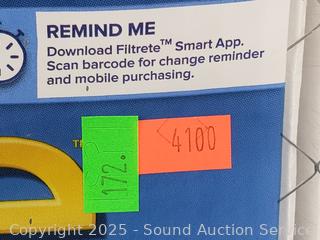 REMIND ME
Download Filtrete™ Smart App.
Scan barcode for change reminder
and mobile purchasing.
TM
4100
172.
Copyright © 2025 - Sound Auction Service